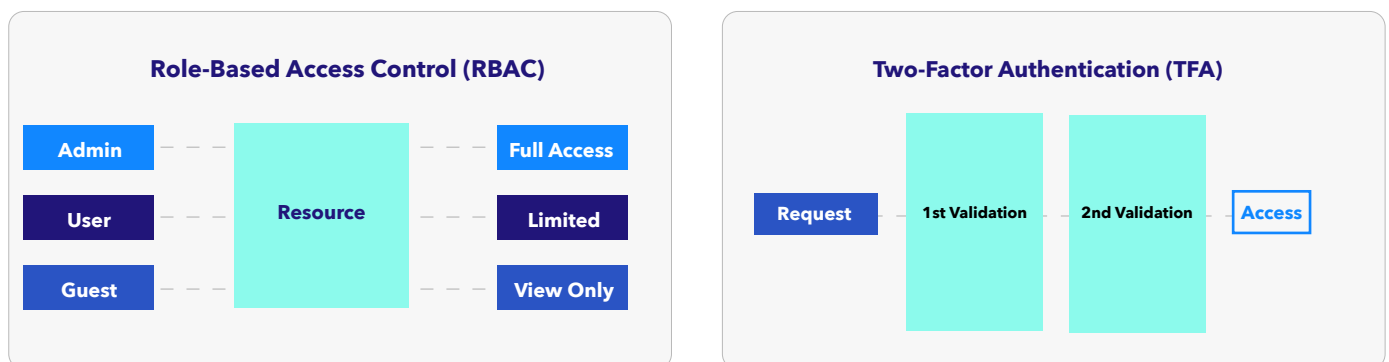 Role-Based Access Control (RBAC)
Admin
Full Access
User
Resource
Limited
Guest
View Only
Two-Factor Authentication (TFA)
Request
1st Validation
2nd Validation
Access